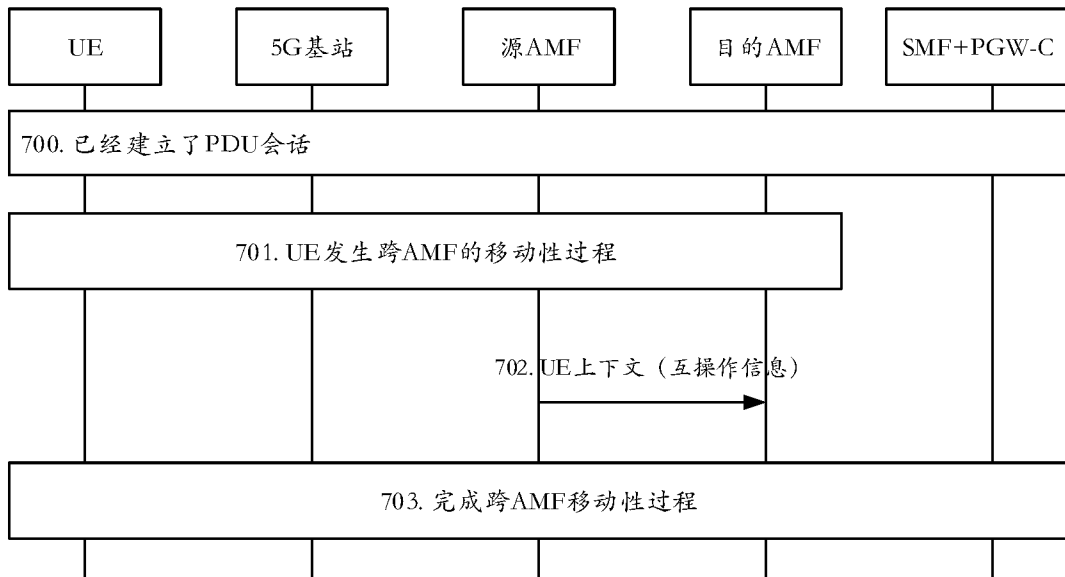 UE
5G基站
源AMF
目的AMF
SMF+PGW-C
700. 已经建立了PDU会话
701. UE发生跨AMF的移动性过程
702. UE上下文（互操作信息）
703. 完成跨AMF移动性过程